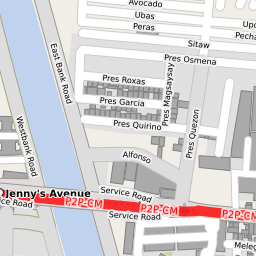 Avocado
Ubas
Peras
Sitaw
Pres Osmena
East Bank Road
Pres Roxas
Pres Magsaysay
Pres Garcia
Pres Quirino
Pres Quezon
Westbank Road
Alfonso
Service Road
Jenny's Avenue
P2P-CM
P2P-CM
P2P-CM
Service Road
Service Road